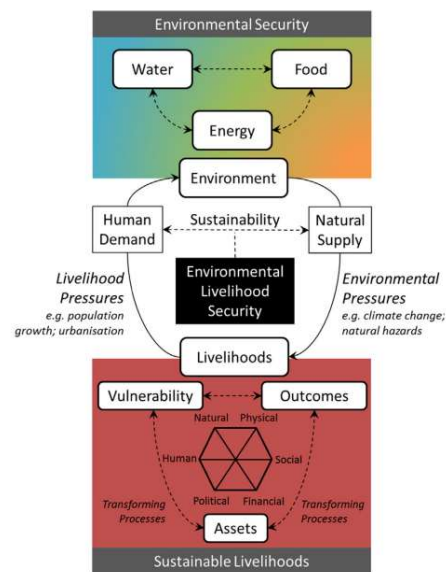 Environmental Security
Water
Food
Energy
Environment
Human
Demand
Sustainability
Natural
Supply
Livelihood
Pressures
e.g. population
growth; urbanisation
Environmental
Livelihood
Security
Environmental
Pressures
e.g. climate change;
natural hazards
Livelihoods
Vulnerability
Outcomes
Natural
Physical
Human
Social
Political
Financial
Transforming
Processes
Transforming
Processes
Assets
Sustainable Livelihoods